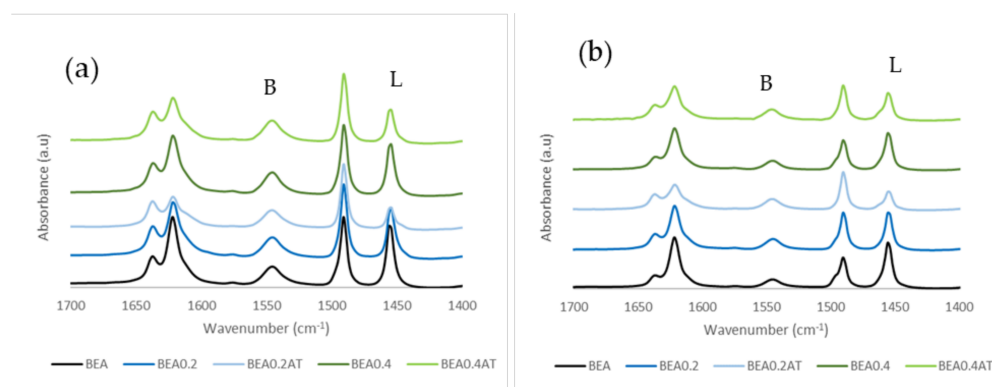 (a)
B
L
Absorbance (a.u)
1700
1650
1600
1550
1500
1450
1400
Wavenumber (cm-1)
BEA
BEA0.2
BEA0.2AT
BEA0.4
BEA0.4AT
(b)
B
L
Absorbance (a.u)
1700
1650
1600
1550
1500
1450
1400
Wavenumber (cm-1)
BEA
BEA0.2
BEA0.2AT
BEA0.4
BEA0.4AT